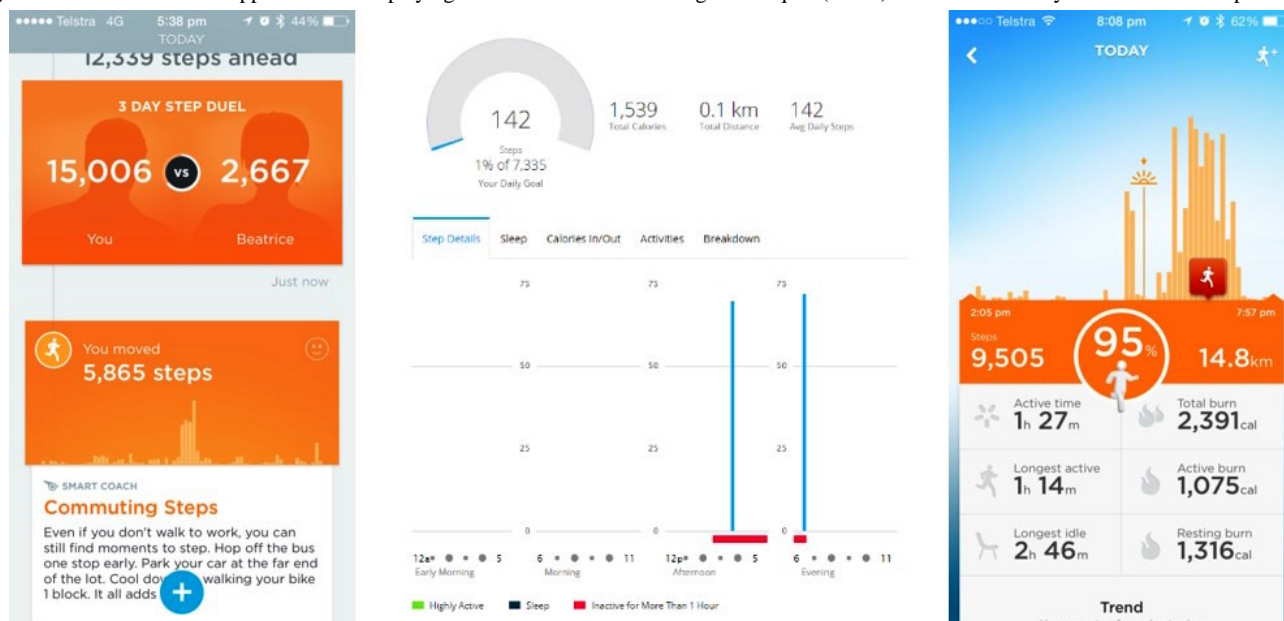 Telstra 4G 5:38 pm 44%
TODAY
12,339 steps ahead
3 DAY STEP DUEL
15,006 vs 2,667
You Beatrice
Just now
You moved
5,865 steps
SMART COACH
Commuting Steps
Even if you don't walk to work, you can
still find moments to step. Hop off the bus
one stop early. Park your car at the far end
of the lot. Cool do walking your bike
1 block. It all adds
+
142
Steps
1% of 7,335
Your Daily Goal
1,539
Total Calories
0.1 km
Total Distance
142
Avg Daily Steps
Step Details Sleep Calories In/Out Activities Breakdown
75 75 75
50 50 50
25 25 25
0 0 0
12a 5 6 11 12p 5 6 11
Early Morning Morning Afternoon Evening
Highly Active Sleep Inactive for More Than 1 Hour
Telstra 8:08 pm 62%
TODAY
2:05 pm 7:57 pm
Steps
9,505
95%
14.8km
Active time
1h 27m
Total burn
2,391cal
Longest active
1h 14m
Active burn
1,075cal
Longest idle
2h 46m
Resting burn
1,316cal
Trend